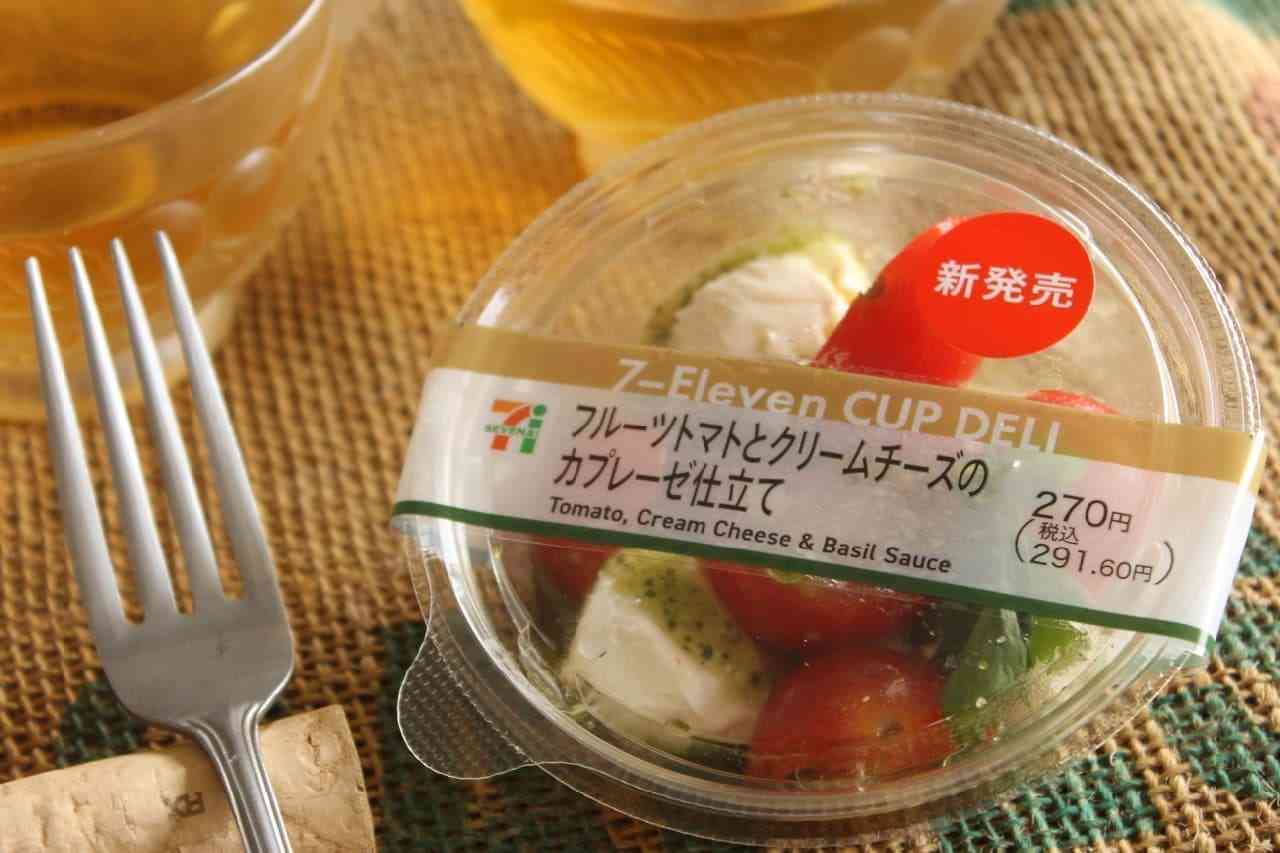 新発売
7-Eleven CUP DELI
SEVEN&i
フルーツトマトとクリームチーズの
カプレーゼ仕立て
Tomato, Cream Cheese & Basil Sauce
270円
(税込
291.60円)